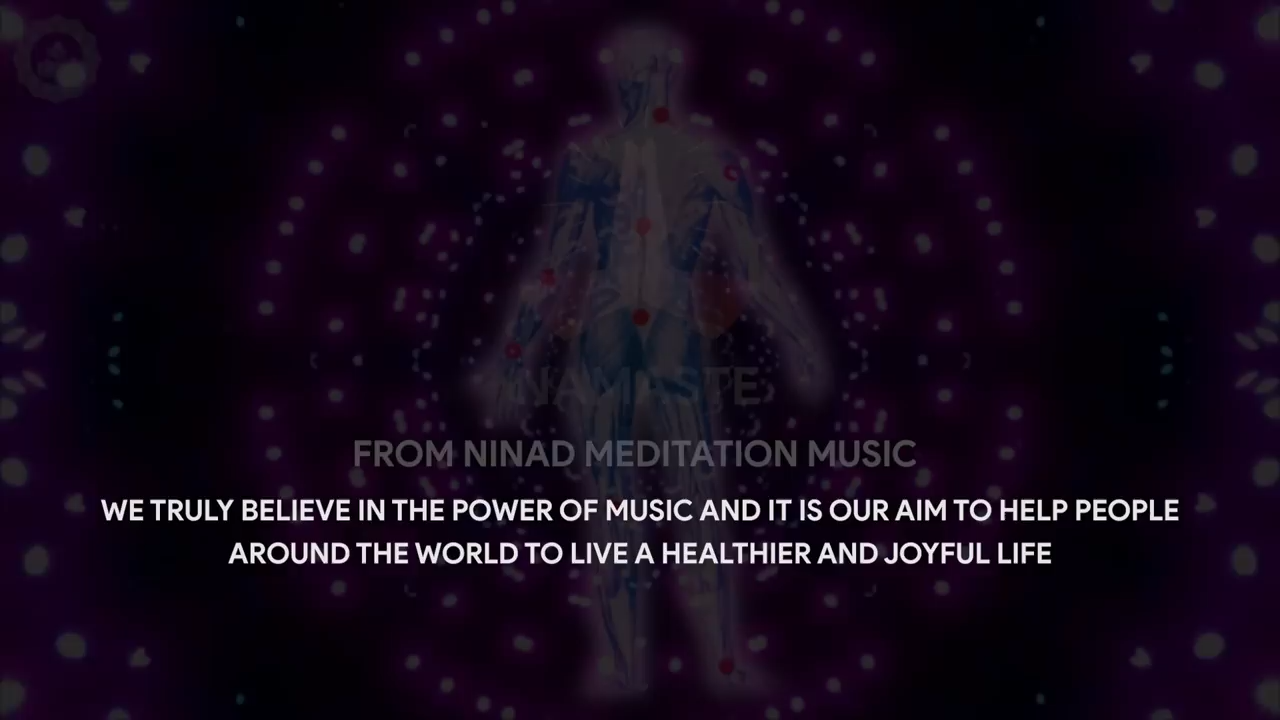 NAMASTE
FROM NINAD MEDITATION MUSIC
WE TRULY BELIEVE IN THE POWER OF MUSIC AND IT IS OUR AIM TO HELP PEOPLE
AROUND THE WORLD TO LIVE A HEALTHIER AND JOYFUL LIFE